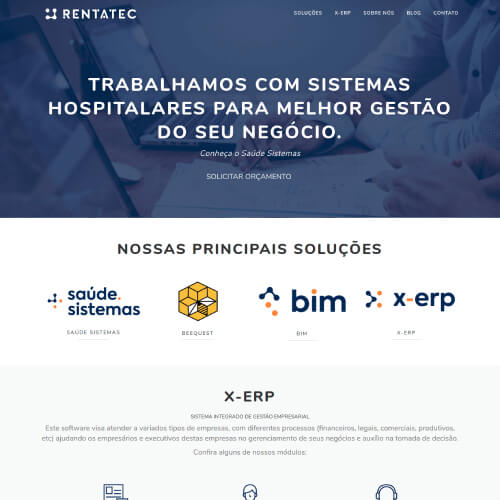 RENTATEC
SOLUÇÕES X-ERP SOBRE NÓS BLOG CONTATO
TRABALHAMOS COM SISTEMAS
HOSPITALARES PARA MELHOR GESTÃO
DO SEU NEGÓCIO.
Conheça o Saúde Sistemas
SOLICITAR ORÇAMENTO
NOSSAS PRINCIPAIS SOLUÇÕES
saúde.
sistemas
bim
x-erp
SAÚDE SISTEMAS
BEEQUEST
BIM
X-ERP
X-ERP
SISTEMA INTEGRADO DE GESTÃO EMPRESARIAL
Este software visa atender a variados tipos de empresas, com diferentes processos (financeiros, legais, comerciais, produtivos,
etc) ajudando os empresários e executivos destas empresas no gerenciamento de seus negócios e auxílio na tomada de decisão.
Confira alguns de nossos módulos: